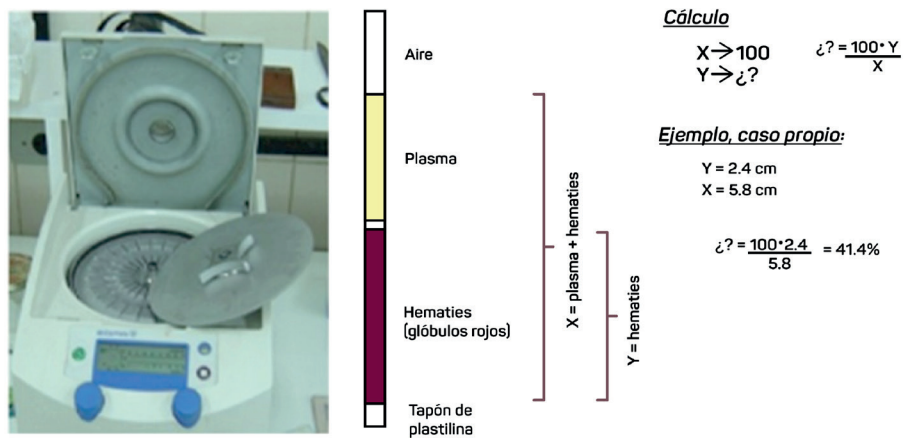 Aire
Plasma
Hematies
(glóbulos rojos)
Tapón de
plastilina
X = plasma + hematies
Y = hematies
Cálculo
X→100
Y→¿?
¿? = 100•Y
X
Ejemplo, caso propio:
Y = 2.4 cm
X = 5.8 cm
¿? = 100•2.4 = 41.4%
5.8